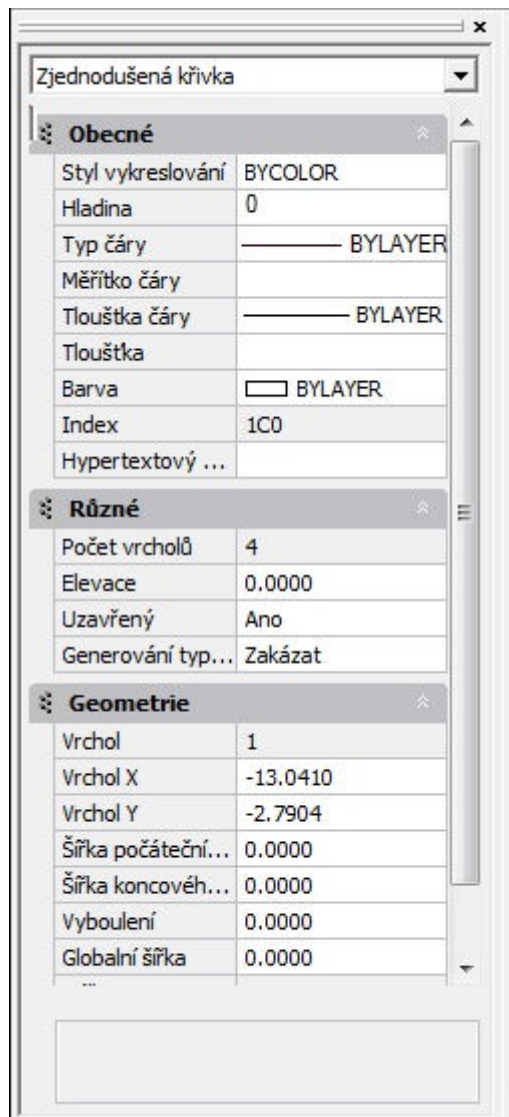 Zjednodušená křivka
Obecné
Styl vykreslování BYCOLOR
Hladina 0
Typ čáry BYLAYER
Měřítko čáry
Tlouštka čáry BYLAYER
Tloušťka
Barva BYLAYER
Index 1C0
Hypertextový ...
Různé
Počet vrcholů 4
Elevace 0.0000
Uzavřený Ano
Generování typ... Zakázat
Geometrie
Vrchol 1
Vrchol X -13.0410
Vrchol Y -2.7904
Šířka počáteční... 0.0000
Šířka koncovéh... 0.0000
Vyboulení 0.0000
Globalní šířka 0.0000